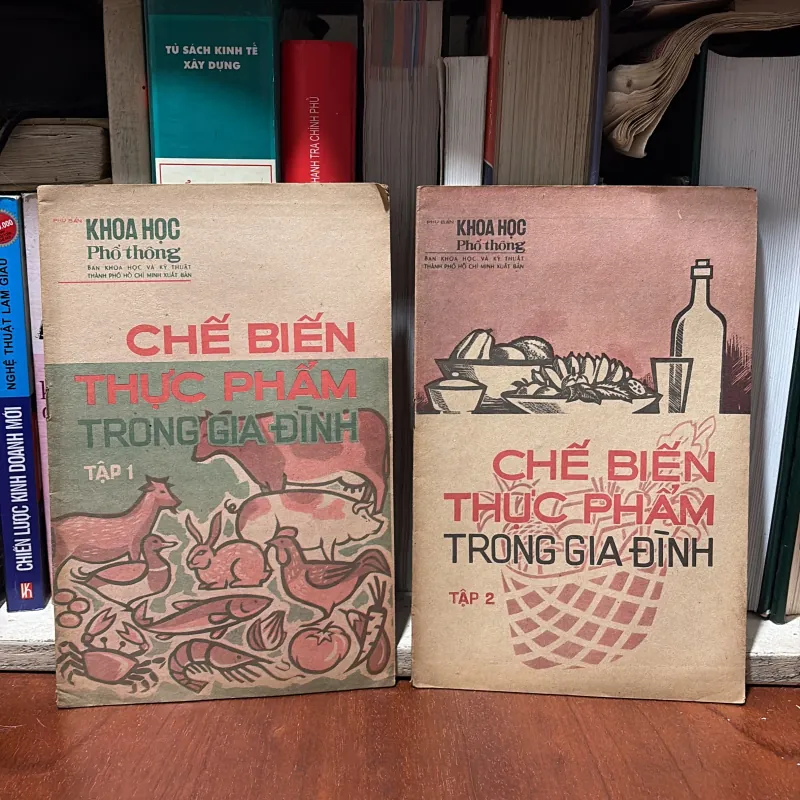 TỦ SÁCH KINH TẾ
XÂY DỰNG
THANH TRA CHÍNH PHỦ
NGHỆ THUẬT LÀM GIÀU
CHIẾN LƯỢC KINH DOANH MỚI
PHỤ BẢN
KHOA HỌC
Phổ thông
BAN KHOA HỌC VÀ KỸ THUẬT
THÀNH PHỐ HỒ CHÍ MINH XUẤT BẢN
CHẾ BIẾN
THỰC PHẨM
TRONG GIA ĐÌNH
TẬP 1
PHỤ BẢN
KHOA HỌC
Phổ thông
BAN KHOA HỌC VÀ KỸ THUẬT
THÀNH PHỐ HỒ CHÍ MINH XUẤT BẢN
CHẾ BIẾN
THỰC PHẨM
TRONG GIA ĐÌNH
TẬP 2